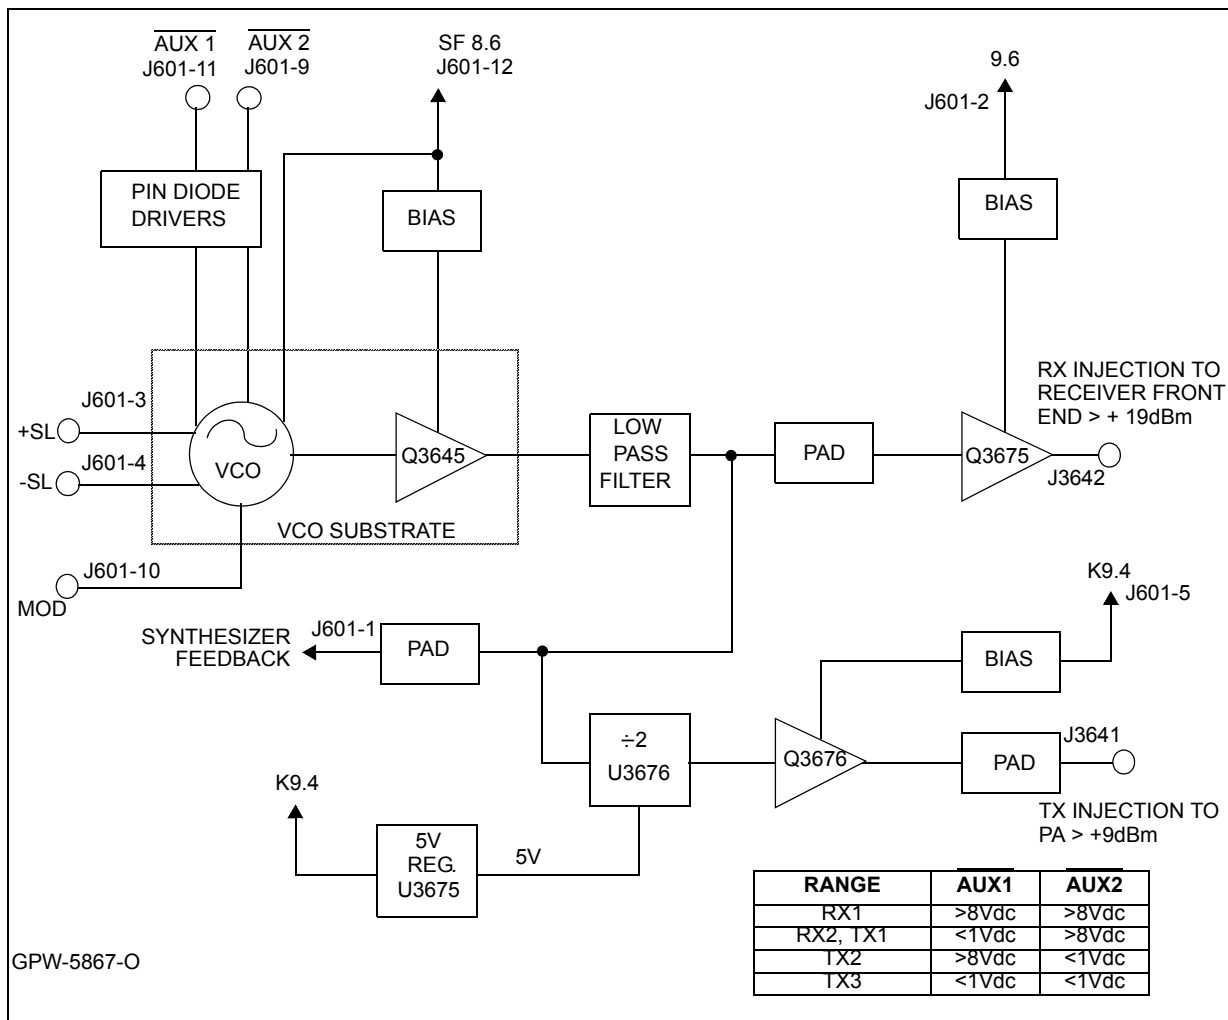 AUX 1
J601-11
AUX 2
J601-9
SF 8.6
J601-12
9.6
J601-2
PIN DIODE
DRIVERS
BIAS
BIAS
+SL
J601-3
-SL
J601-4
VCO
Q3645
VCO SUBSTRATE
LOW
PASS
FILTER
PAD
Q3675
RX INJECTION TO
RECEIVER FRONT
END > + 19dBm
J3642
MOD
J601-10
SYNTHESIZER
FEEDBACK
J601-1
PAD
K9.4
J601-5
BIAS
÷2
U3676
Q3676
PAD
J3641
TX INJECTION TO
PA > +9dBm
K9.4
5V
REG.
U3675
5V
RANGE AUX1 AUX2
RX1 >8Vdc >8Vdc
RX2, TX1 <1Vdc >8Vdc
TX2 >8Vdc <1Vdc
TX3 <1Vdc <1Vdc
GPW-5867-O